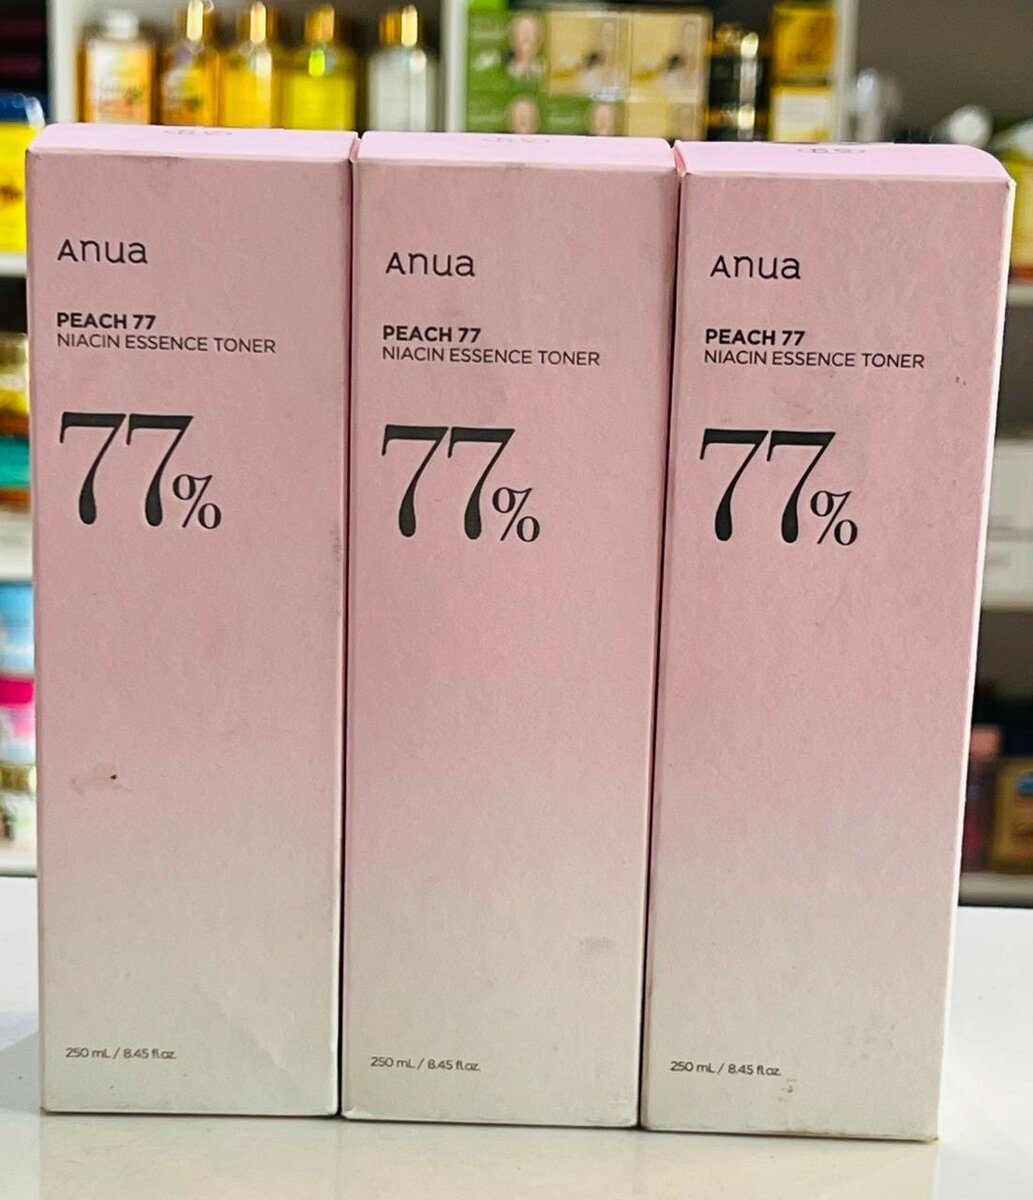 Anua
PEACH 77
NIACIN ESSENCE TONER
77%
250 mL / 8.45 fl.oz.
Anua
PEACH 77
NIACIN ESSENCE TONER
77%
250 mL / 8.45 fl.oz.
Anua
PEACH 77
NIACIN ESSENCE TONER
77%
250 mL / 8.45 fl.oz.